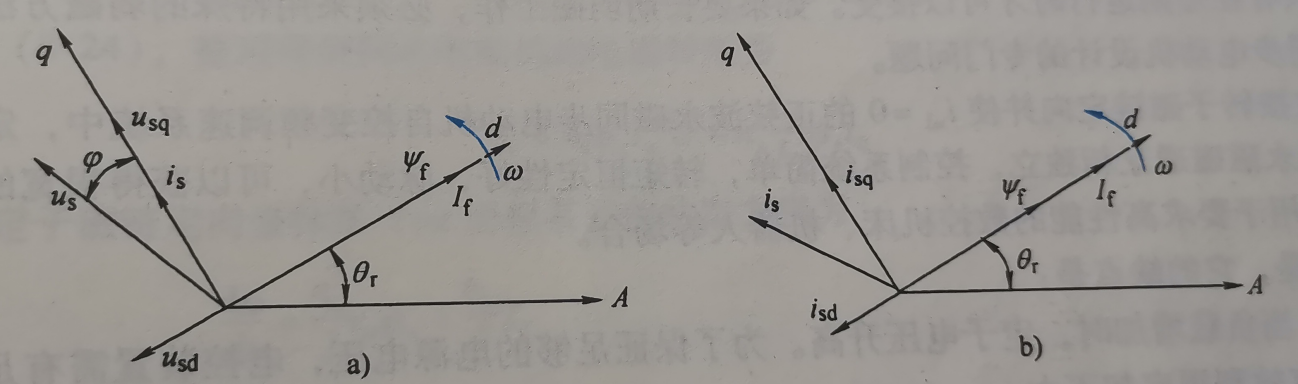 q
u_sq
φ
u_s
i_s
Ψ_f
d
I_f
ω
θ_r
A
u_sd
a)
q
i_sq
i_s
Ψ_f
d
I_f
ω
θ_r
A
i_sd
b)